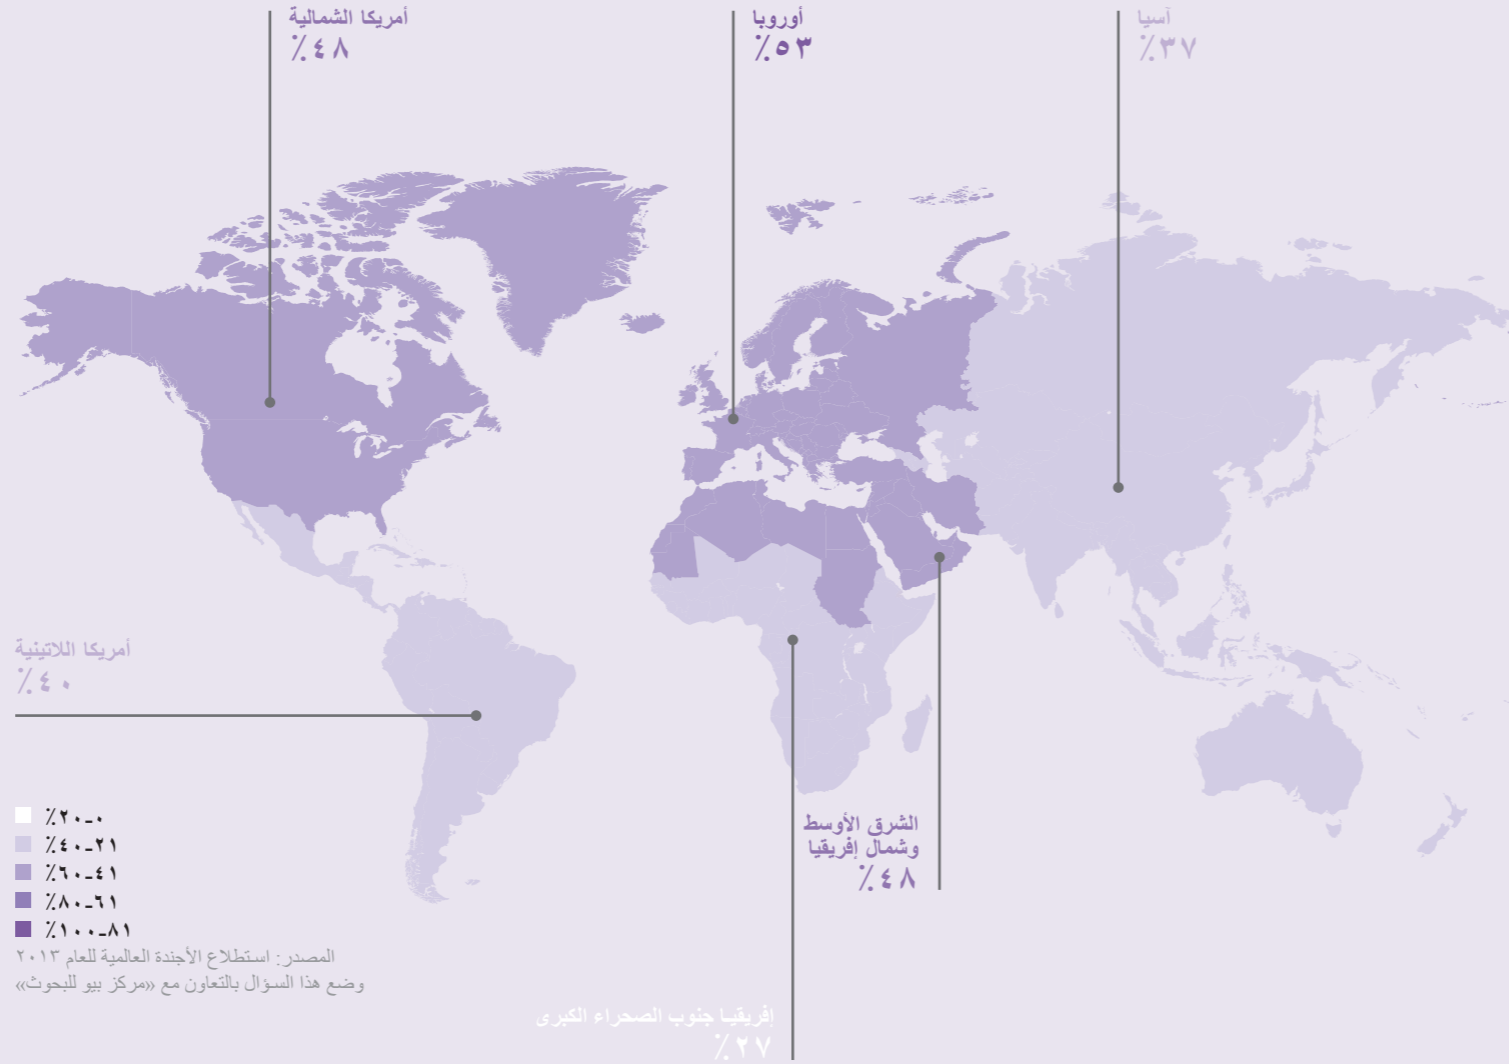 أمريكا الشمالية
٪٤٨
أوروبا
٪٥٣
آسيا
٪٣٧
أمريكا اللاتينية
٪٤٠
الشرق الأوسط
وشمال إفريقيا
٪٤٨
٪٢٠-٠
٪٤٠-٢١
٪٦٠-٤١
٪٨٠-٦١
٪١٠٠-٨١
المصدر: استطلاع الأجندة العالمية للعام ٢٠١٣
وضع هذا السؤال بالتعاون مع «مركز بيو للبحوث»
إفريقيا جنوب الصحراء الكبرى
٪٢٧